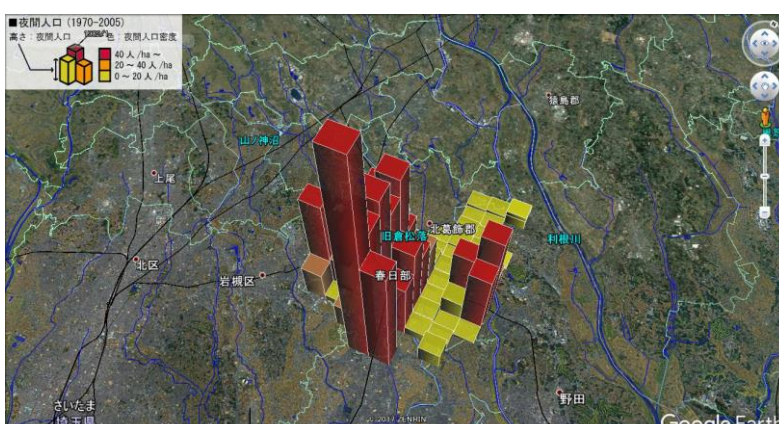 ■夜間人口 (1970-2005)
高さ：夜間人口
色：夜間人口密度
40 人/ha ～
20 ～ 40 人/ha
0 ～ 20 人/ha
猿島郡
山ノ神沼
上尾
北葛飾郡
旧倉松落
利根川
北区
岩槻区
春日部
野田
さいたま
埼玉県
© 2017 ZENRIN
Google Earth